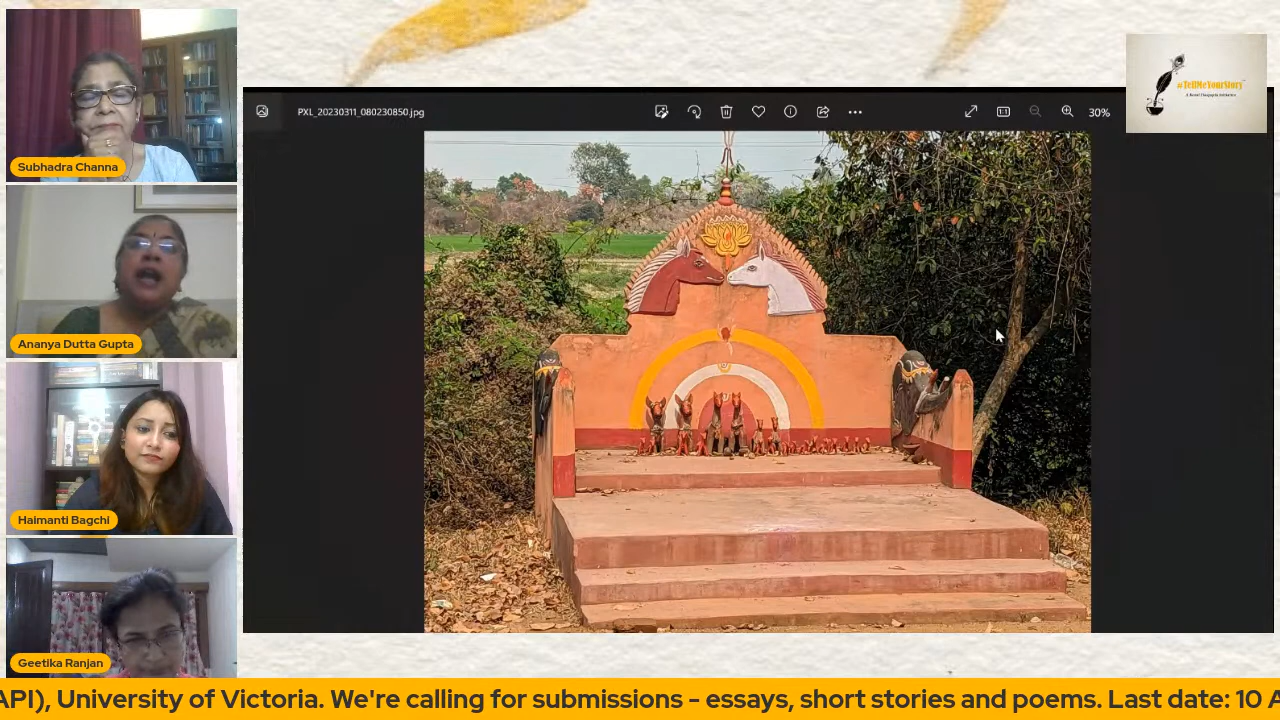 Subhadra Channa
Ananya Dutta Gupta
Haimanti Bagchi
Geetika Ranjan
PXL_20230311_080230850.jpg
30%
#TellMeYourStory
API), University of Victoria. We're calling for submissions - essays, short stories and poems. Last date: 10 A